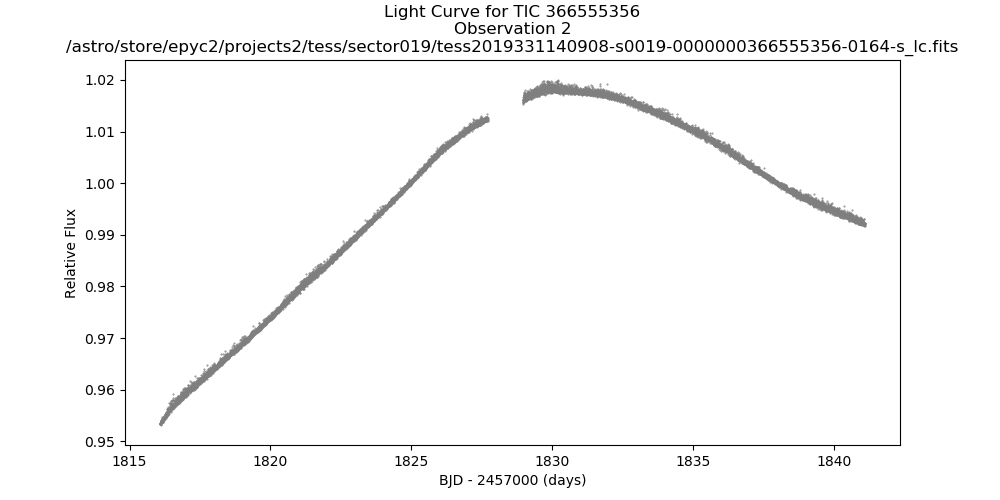 Light Curve for TIC 366555356
Observation 2
/astro/store/epyc2/projects2/tess/sector019/tess2019331140908-s0019-0000000366555356-0164-s_lc.fits
1.02
1.01
1.00
0.99
0.98
0.97
0.96
0.95
Relative Flux
1815 1820 1825 1830 1835 1840
BJD - 2457000 (days)